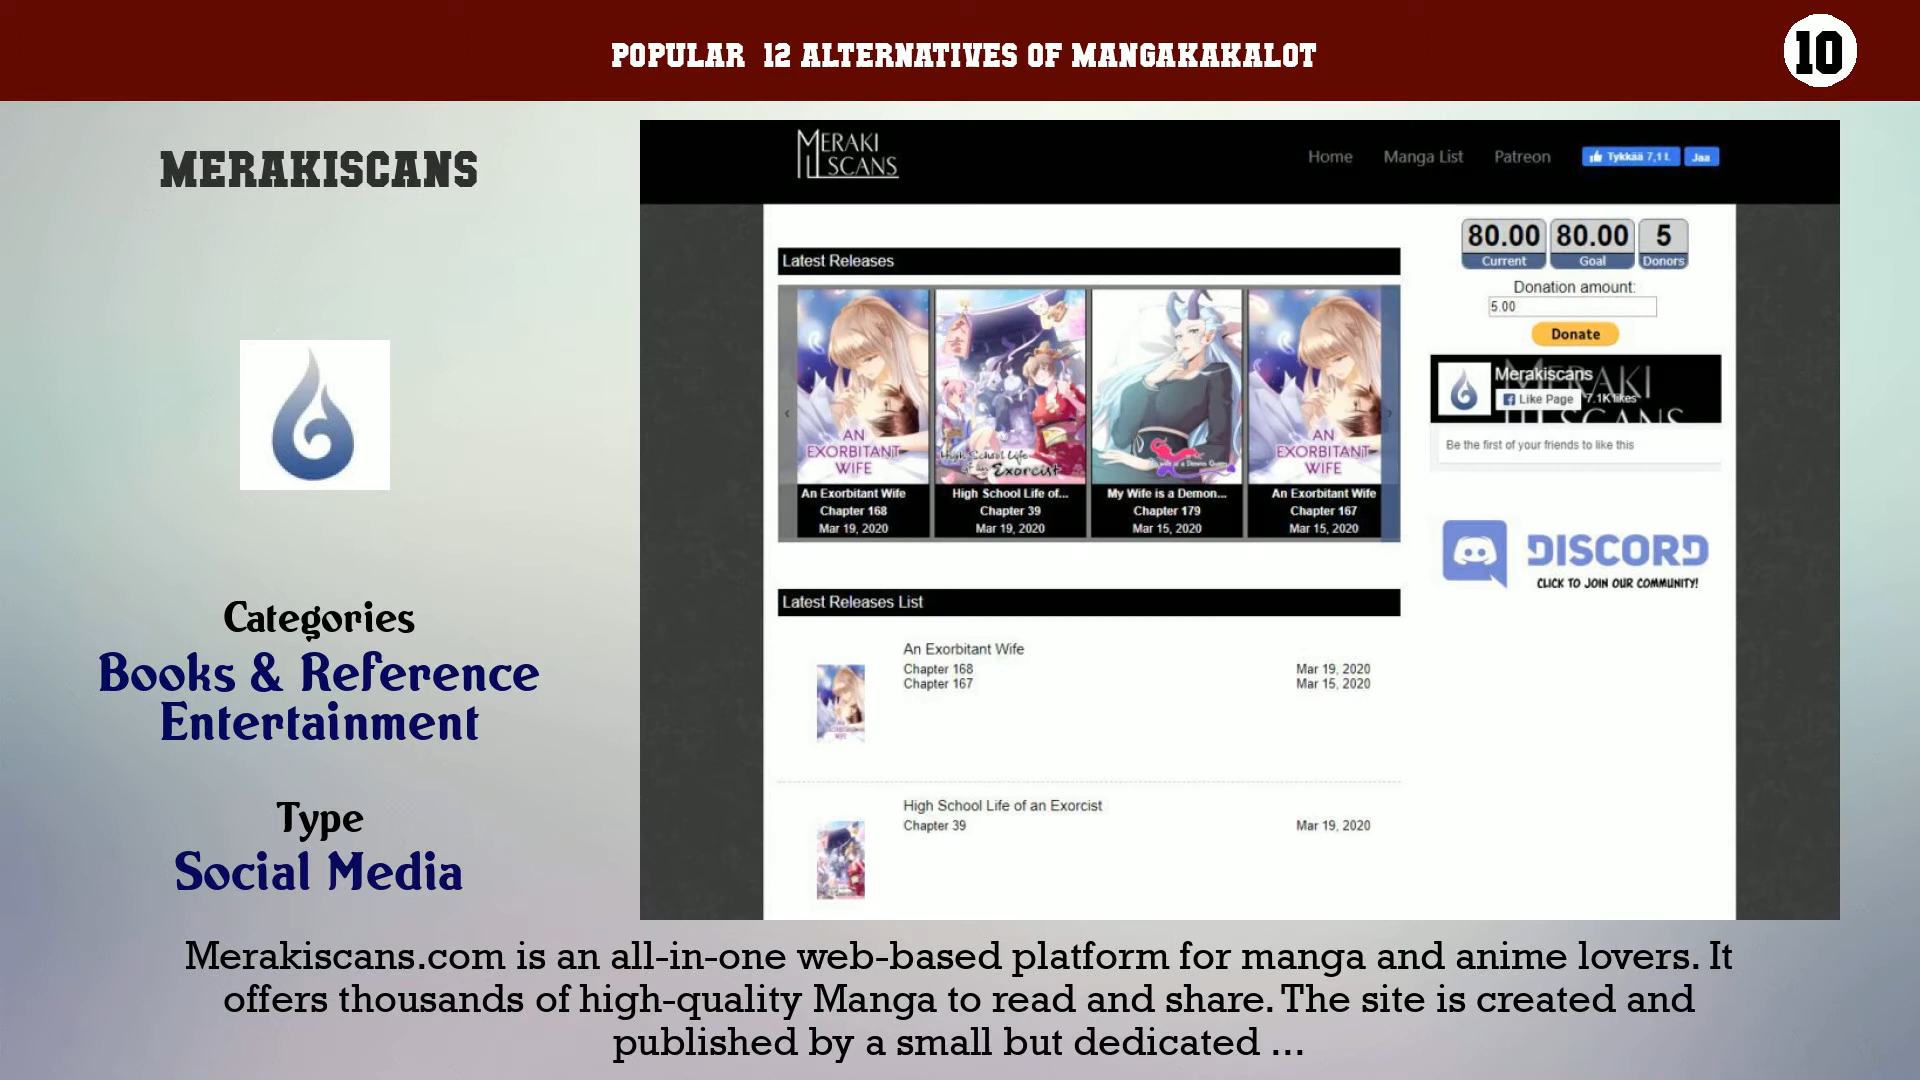 POPULAR 12 ALTERNATIVES OF MANGAKAKALOT
10
MERAKISCANS
Categories
Books & Reference
Entertainment
Type
Social Media
MERAKI
SCANS
Home
Manga List
Patreon
Tykkää 7,1 t.
Jaa
Latest Releases
AN
EXORBITANT
WIFE
High School Life
of an Exorcist
AN
EXORBITANT
WIFE
An Exorbitant Wife
Chapter 168
Mar 19, 2020
High School Life of...
Chapter 39
Mar 19, 2020
My Wife is a Demon...
Chapter 179
Mar 15, 2020
An Exorbitant Wife
Chapter 167
Mar 15, 2020
80.00
Current
80.00
Goal
5
Donors
Donation amount:
5.00
Donate
Merakiscans
Like Page
7.1K likes
Be the first of your friends to like this
DISCORD
CLICK TO JOIN OUR COMMUNITY!
Latest Releases List
An Exorbitant Wife
Chapter 168 Mar 19, 2020
Chapter 167 Mar 15, 2020
High School Life of an Exorcist
Chapter 39 Mar 19, 2020
Merakiscans.com is an all-in-one web-based platform for manga and anime lovers. It
offers thousands of high-quality Manga to read and share. The site is created and
published by a small but dedicated ...